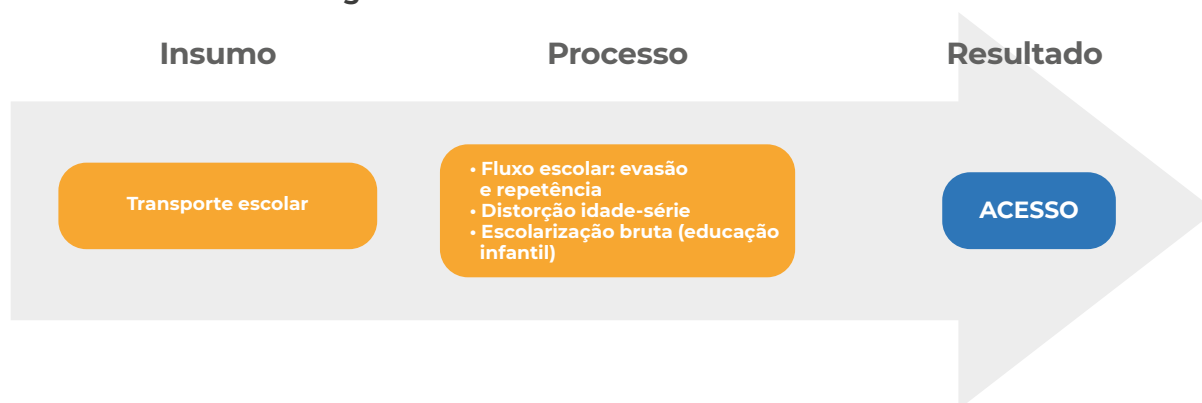 Insumo
Processo
Resultado
Transporte escolar
• Fluxo escolar: evasão
e repetência
• Distorção idade-série
• Escolarização bruta (educação
infantil)
ACESSO